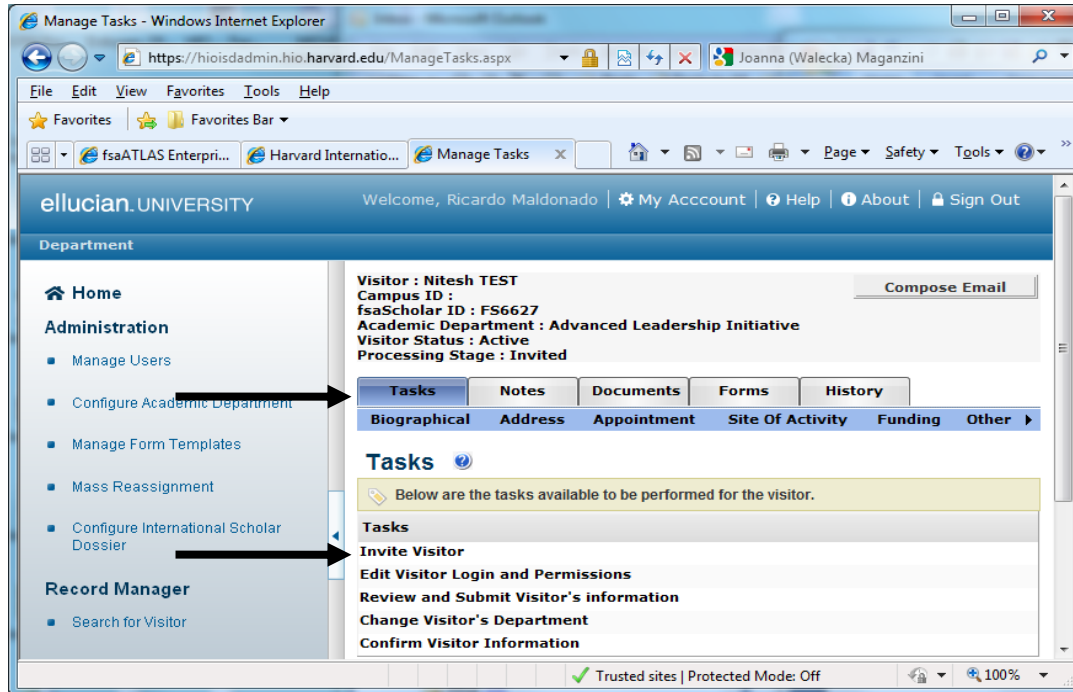 Manage Tasks - Windows Internet Explorer
https://hioisdadmin.hio.harvard.edu/ManageTasks.aspx
Joanna (Walecka) Maganzini
File Edit View Favorites Tools Help
Favorites Favorites Bar
fsaATLAS Enterpri... Harvard Internatio... Manage Tasks x Page Safety Tools
ellucian. UNIVERSITY Welcome, Ricardo Maldonado | My Acccount | Help | About | Sign Out
Department
Home
Administration
Manage Users
Configure Academic Department
Manage Form Templates
Mass Reassignment
Configure International Scholar
Dossier
Record Manager
Search for Visitor
Visitor : Nitesh TEST
Campus ID :
fsaScholar ID : FS6627
Academic Department : Advanced Leadership Initiative
Visitor Status : Active
Processing Stage : Invited
Compose Email
Tasks Notes Documents Forms History
Biographical Address Appointment Site Of Activity Funding Other
Tasks
Below are the tasks available to be performed for the visitor.
Tasks
Invite Visitor
Edit Visitor Login and Permissions
Review and Submit Visitor's information
Change Visitor's Department
Confirm Visitor Information
Trusted sites | Protected Mode: Off 100%